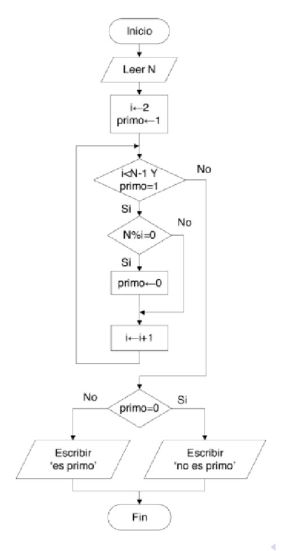 Inicio
Leer N
i←2
primo←1
i<N-1 Y
primo=1
No
Si
N%i=0
No
Si
primo←0
i←i+1
primo=0
No
Si
Escribir
'es primo'
Escribir
'no es primo'
Fin